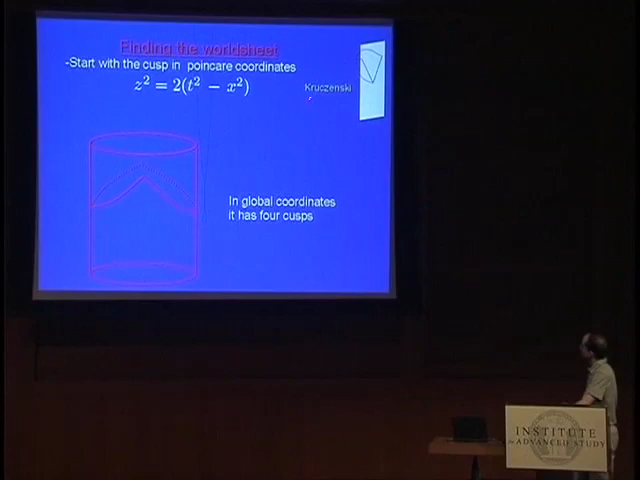 Finding the worldsheet
-Start with the cusp in poincare coordinates
z² = 2(t² − x²)
Kruczenski
In global coordinates
it has four cusps
INSTITUTE
for ADVANCED STUDY